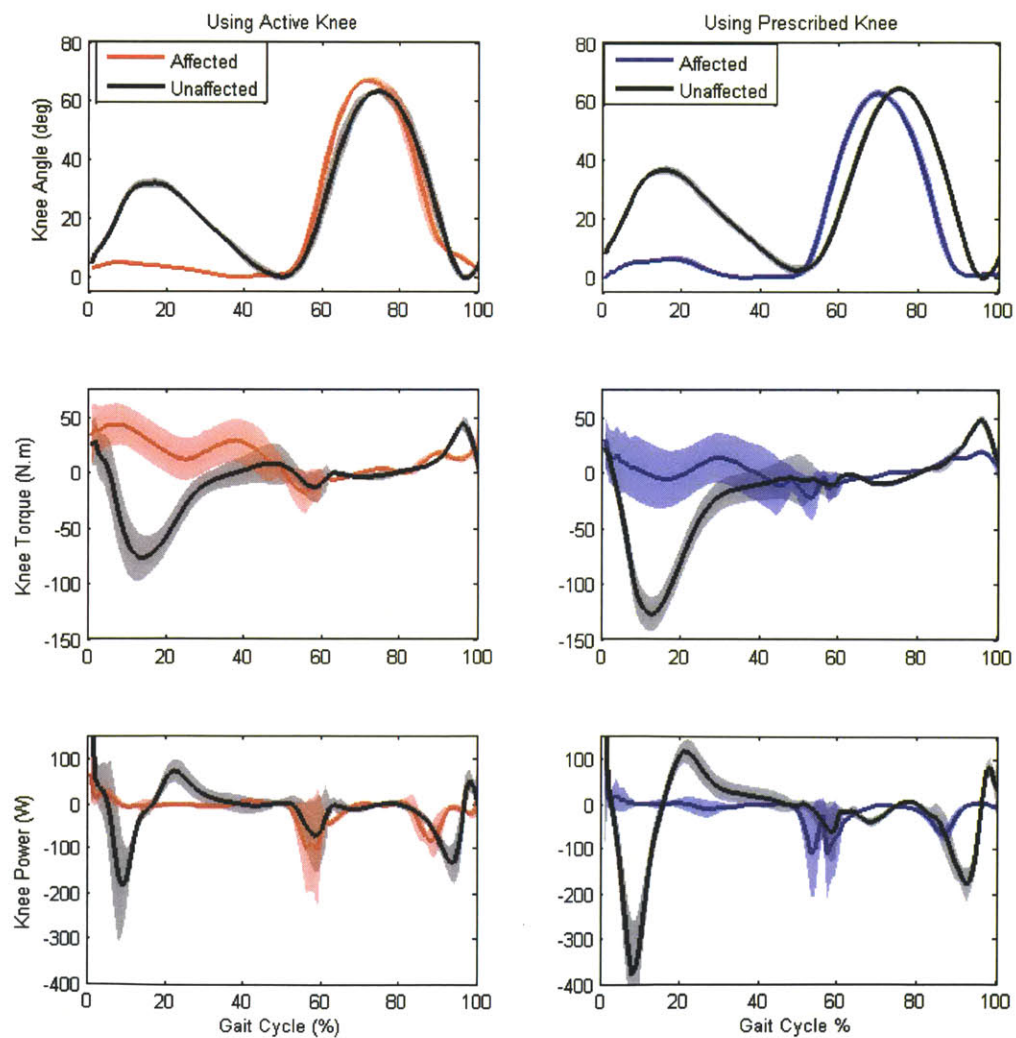 Using Active Knee
Using Prescribed Knee
80
60
40
20
0
Knee Angle (deg)
Affected
Unaffected
0 20 40 60 80 100
80
60
40
20
0
Affected
Unaffected
0 20 40 60 80 100
50
0
-50
-100
-150
Knee Torque (N.m)
0 20 40 60 80 100
50
0
-50
-100
-150
0 20 40 60 80 100
100
0
-100
-200
-300
-400
Knee Power (W)
0 20 40 60 80 100
Gait Cycle (%)
100
0
-100
-200
-300
-400
0 20 40 60 80 100
Gait Cycle %